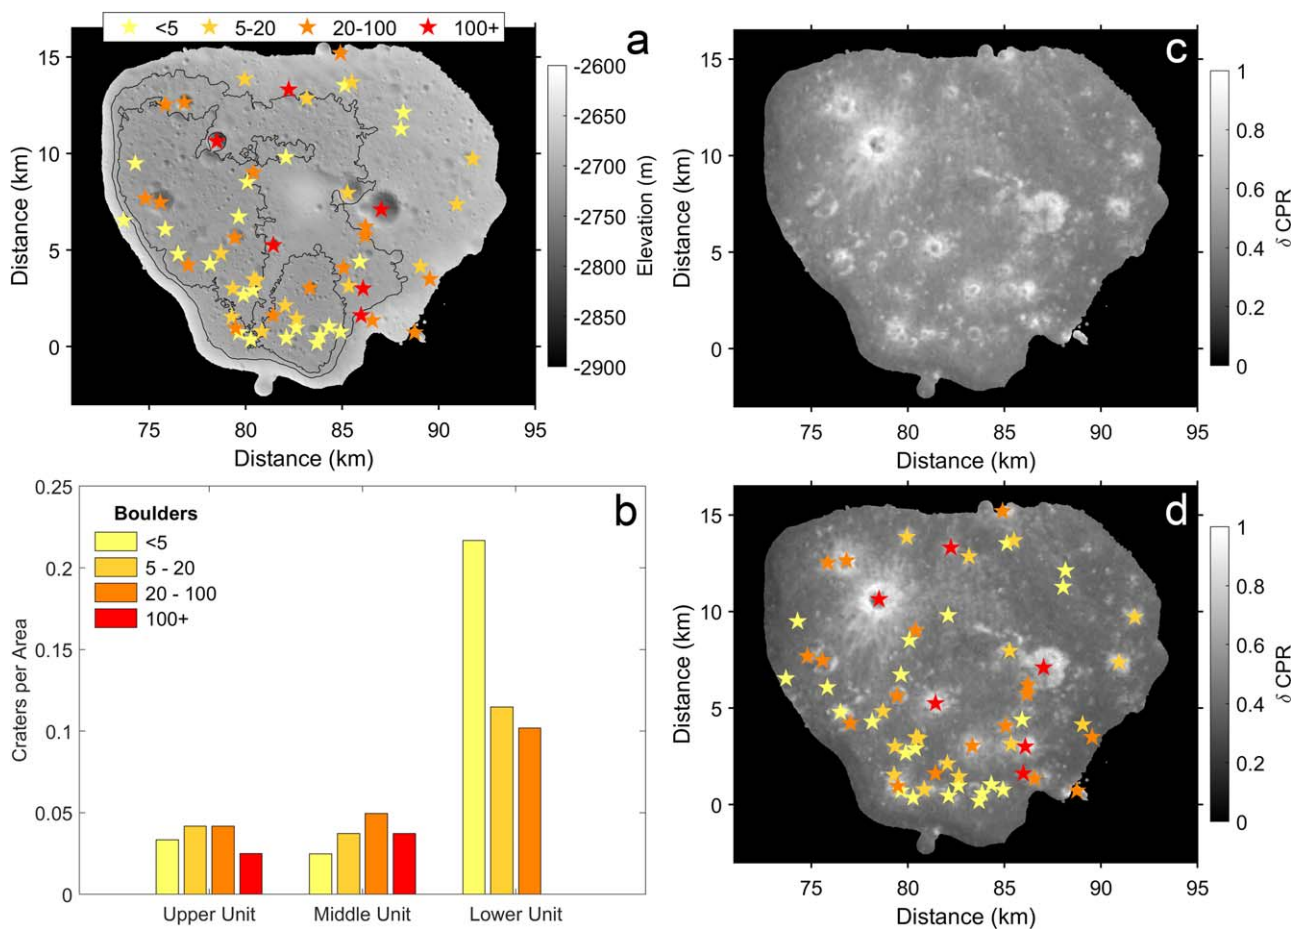 <5 5-20 20-100 100+
a
15
10
5
0
Distance (km)
75 80 85 90 95
Distance (km)
-2600
-2650
-2700
-2750
-2800
-2850
-2900
Elevation (m)
c
15
10
5
0
Distance (km)
75 80 85 90 95
Distance (km)
1
0.8
0.6
0.4
0.2
0
δ CPR
b
0.25
0.2
0.15
0.1
0.05
0
Craters per Area
Boulders
<5
5 - 20
20 - 100
100+
Upper Unit Middle Unit Lower Unit
d
15
10
5
0
Distance (km)
75 80 85 90 95
Distance (km)
1
0.8
0.6
0.4
0.2
0
δ CPR